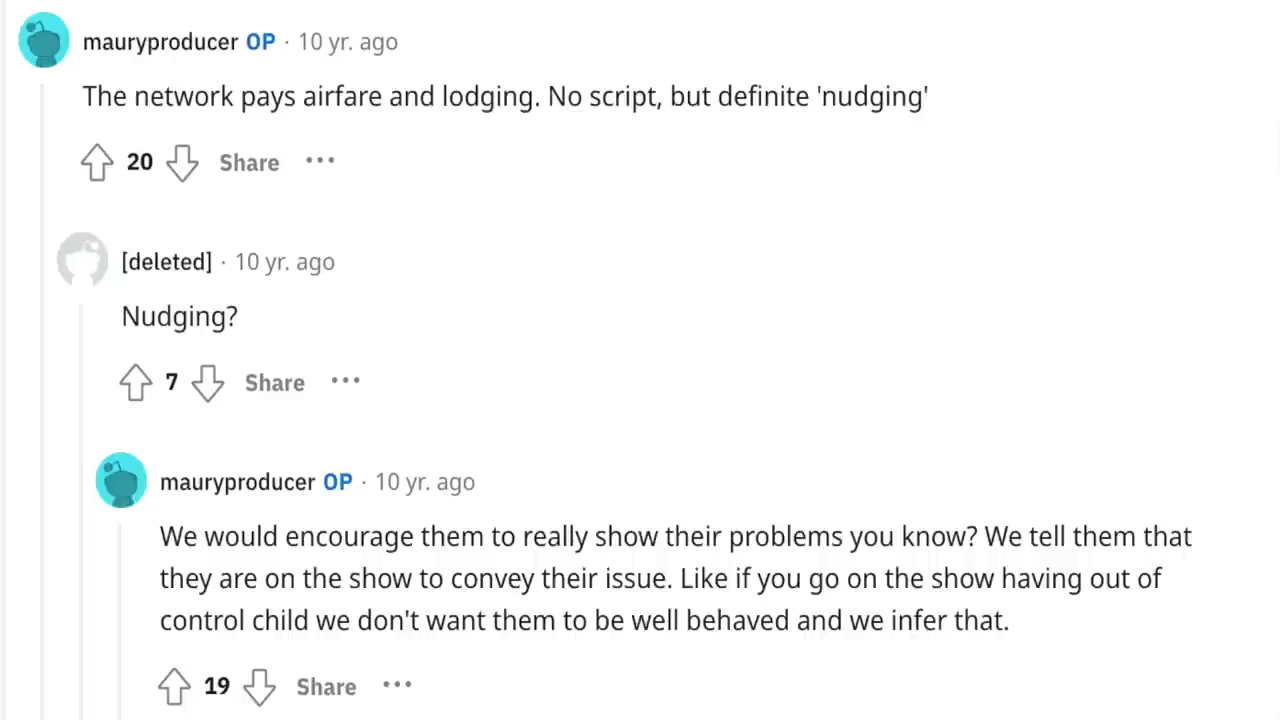 mauryproducer OP · 10 yr. ago
The network pays airfare and lodging. No script, but definite 'nudging'
20 Share ···
[deleted] · 10 yr. ago
Nudging?
7 Share ···
mauryproducer OP · 10 yr. ago
We would encourage them to really show their problems you know? We tell them that
they are on the show to convey their issue. Like if you go on the show having out of
control child we don't want them to be well behaved and we infer that.
19 Share ···